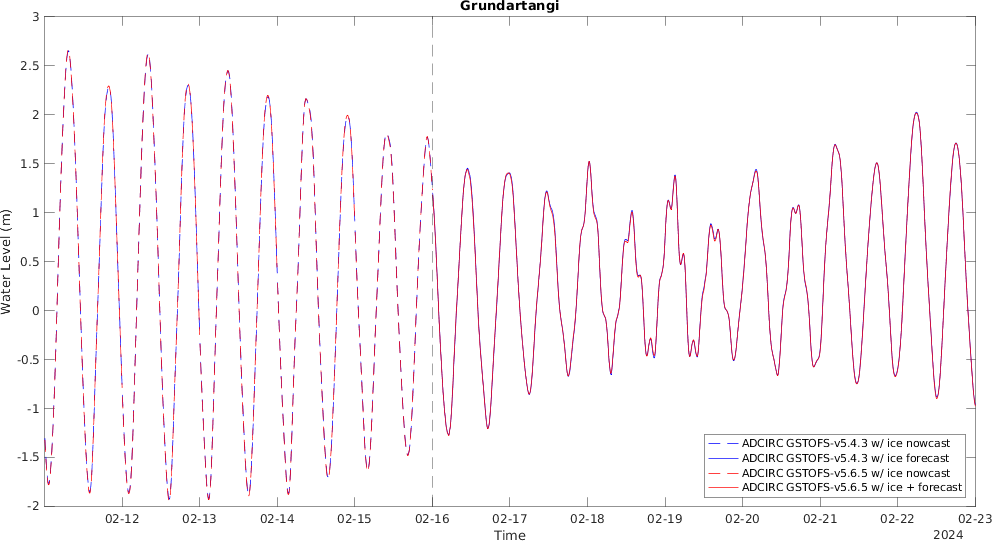 Grundartangi
3
2.5
2
1.5
1
0.5
0
-0.5
-1
-1.5
-2
Water Level (m)
ADCIRC GSTOFS-v5.4.3 w/ ice nowcast
ADCIRC GSTOFS-v5.4.3 w/ ice forecast
ADCIRC GSTOFS-v5.6.5 w/ ice nowcast
ADCIRC GSTOFS-v5.6.5 w/ ice + forecast
02-12 02-13 02-14 02-15 02-16 02-17 02-18 02-19 02-20 02-21 02-22 02-23
Time
2024